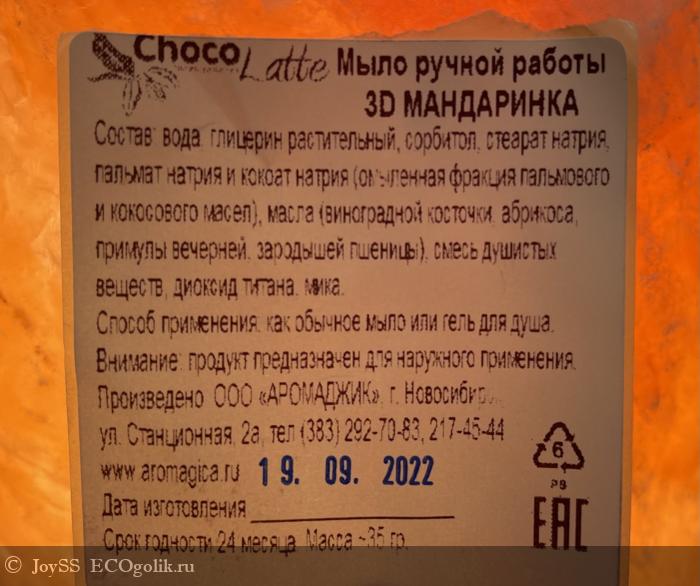 Choco Latte Мыло ручной работы
3D МАНДАРИНКА
Состав: вода, глицерин растительный, сорбитол, стеарат натрия,
пальмат натрия и кокоат натрия (омыленная фракция пальмового
и кокосового масел), масла (виноградной косточки, абрикоса,
примулы вечерней, зародышей пшеницы), смесь душистых
веществ, диоксид титана, мика.
Способ применения: как обычное мыло или гель для душа.
Внимание: продукт предназначен для наружного применения.
Произведено: ООО «АРОМАДЖИК», г.
ул. Станционная, 2а, тел (383) 292-70-83, 217-45-44
www.aromagica.ru 19. 09. 2022
Дата изготовления
Срок годности 24 месяца. Масса ~35 гр.
6
PS
EAC
© JoySS ECOgolik.ru